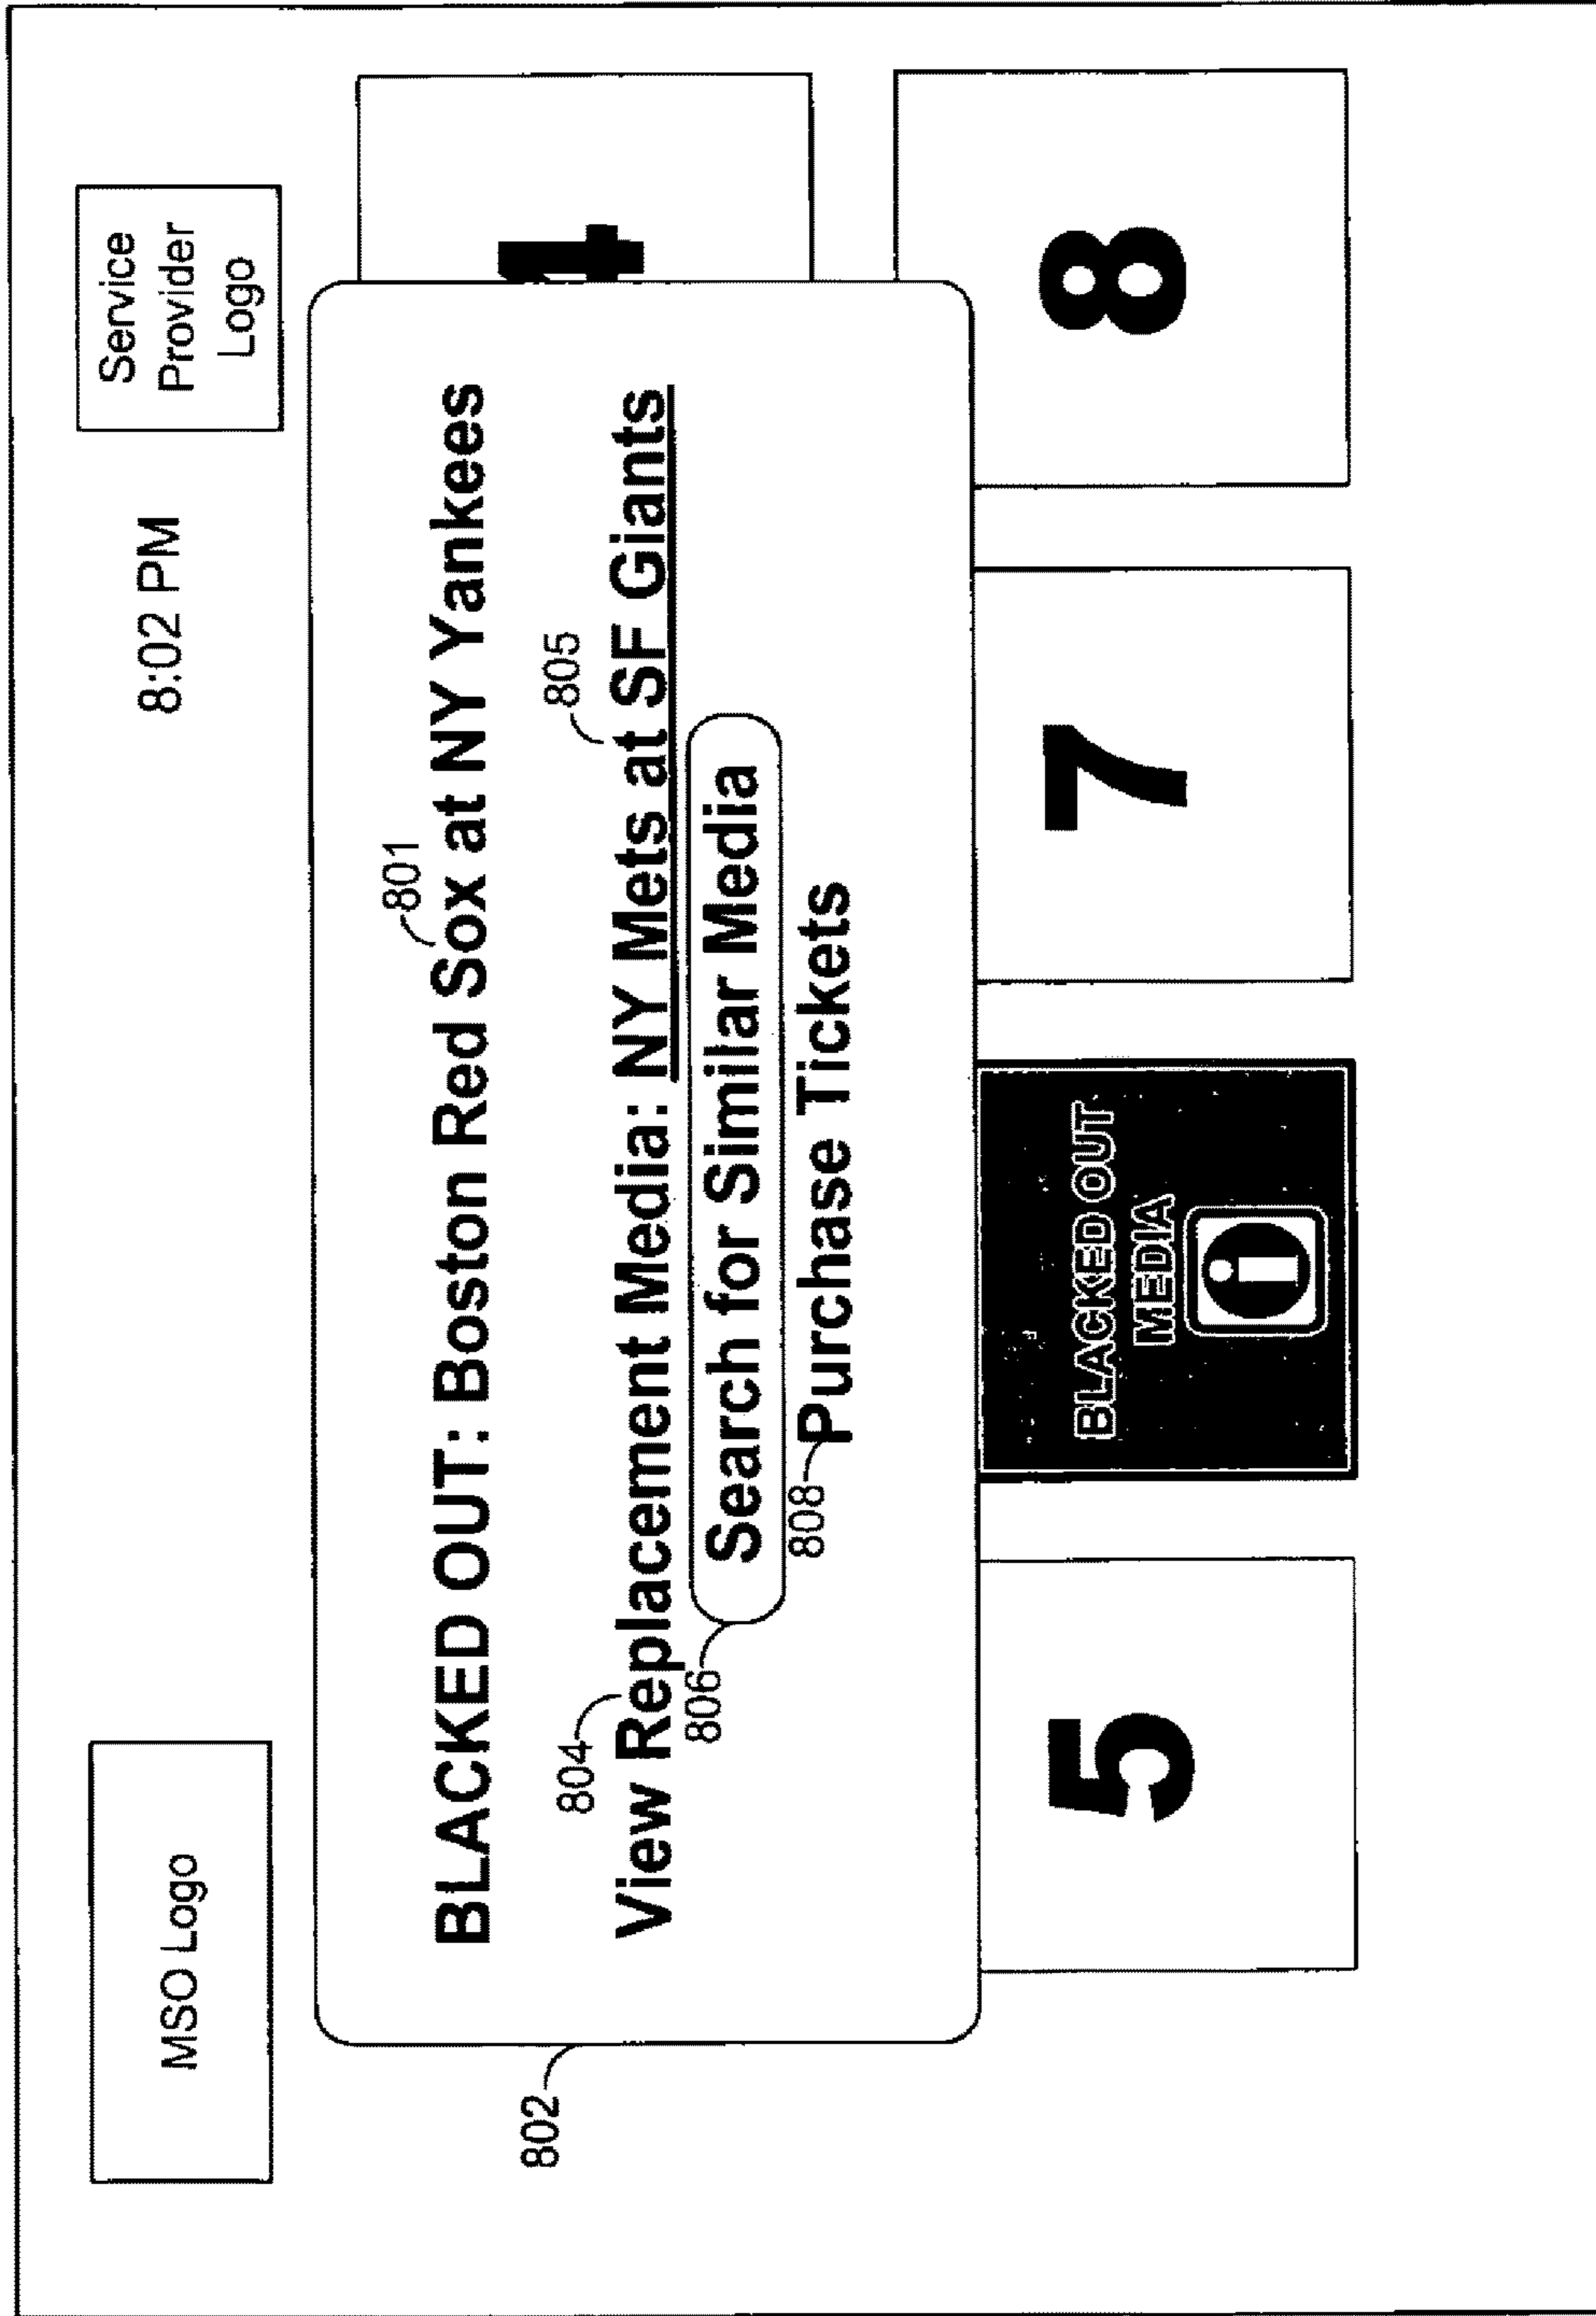 MSO Logo
8:02 PM
Service
Provider
Logo
801
BLACKED OUT: Boston Red Sox at NY Yankees
804
805
View Replacement Media: NY Mets at SF Giants
806
Search for Similar Media
808
Purchase Tickets
802
4
5
BLACKED OUT
MEDIA
i
7
8